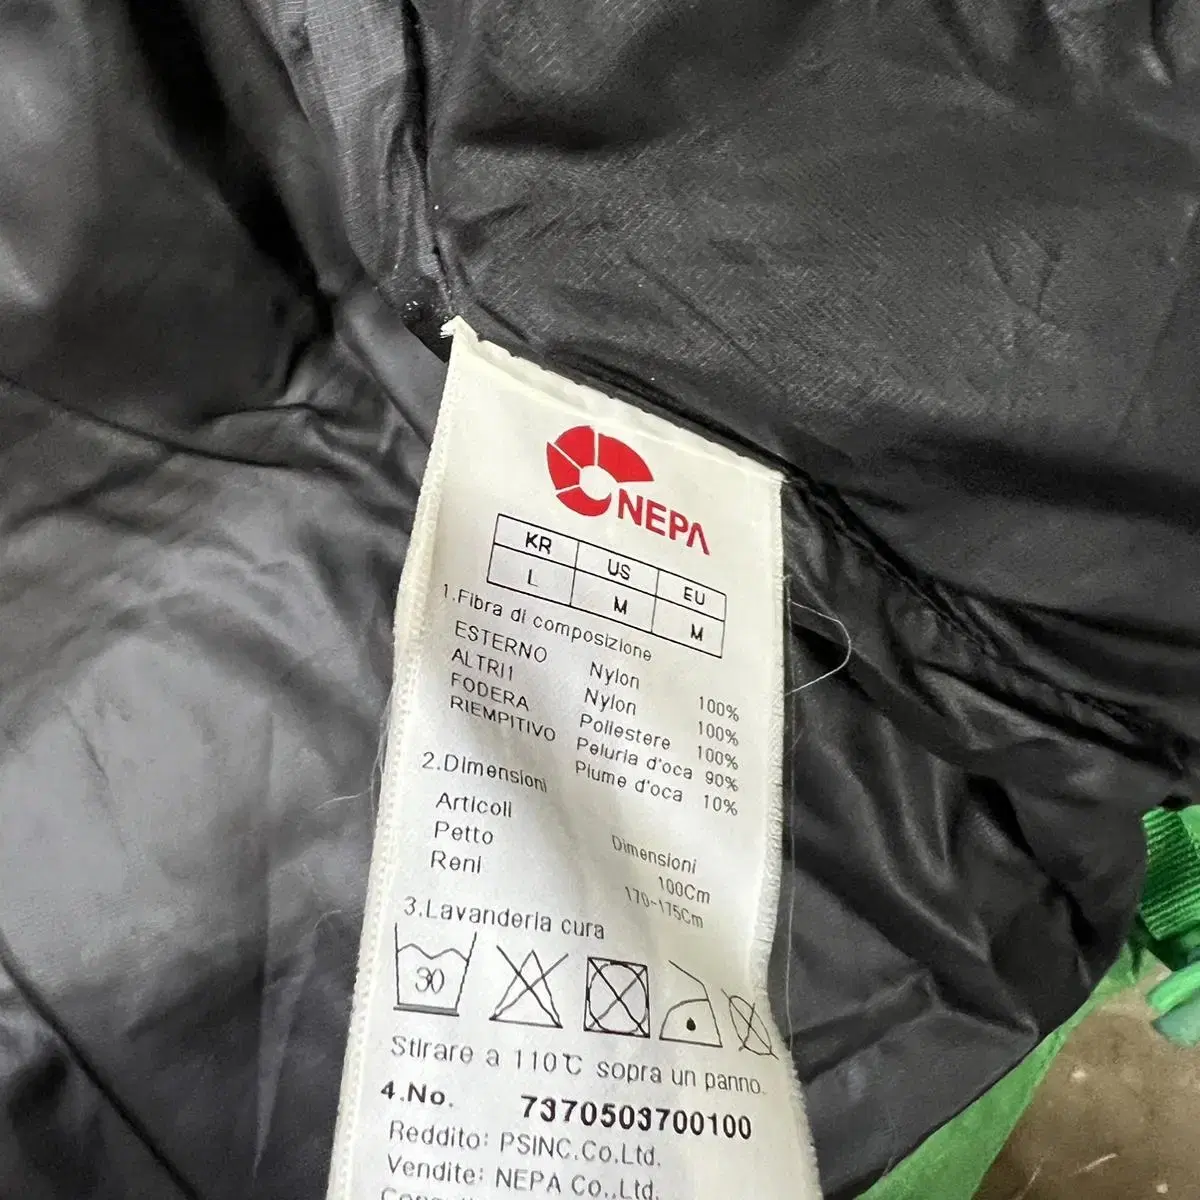 NEPA
KR US EU
L M M
1.Fibra di composizione
ESTERNO Nylon 100%
ALTRI1 Nylon 100%
FODERA Poliestere 100%
RIEMPITIVO Peluria d'oca 90%
Piume d'oca 10%
2.Dimensioni
Articoli Dimensioni
Petto 100Cm
Reni 170-175Cm
3.Lavanderia cura
30
Stirare a 110℃ sopra un panno.
4.No. 7370503700100
Reddito: PSINC.Co.Ltd.
Vendite: NEPA Co.,Ltd.